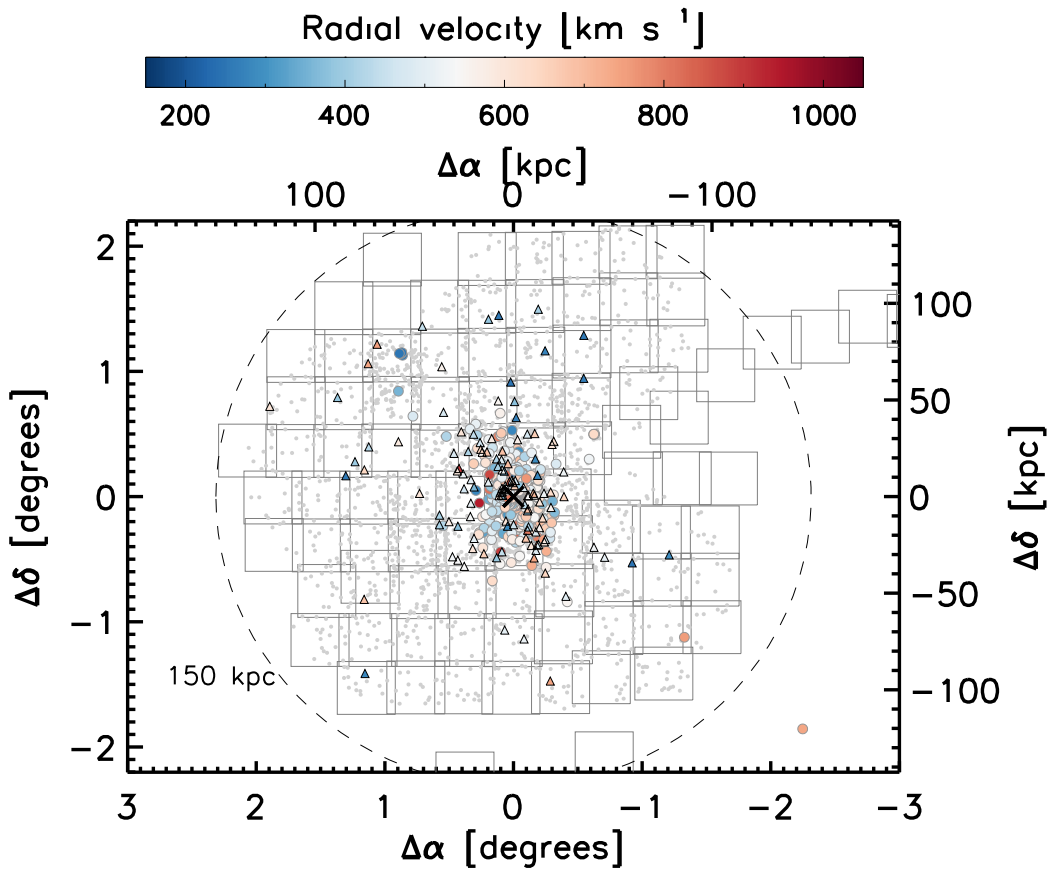 Radial velocity [km s⁻¹]
200 400 600 800 1000
Δα [kpc]
100 0 −100
2
1
0
−1
−2
Δδ [degrees]
100
50
0
−50
−100
Δδ [kpc]
150 kpc
3 2 1 0 −1 −2 −3
Δα [degrees]